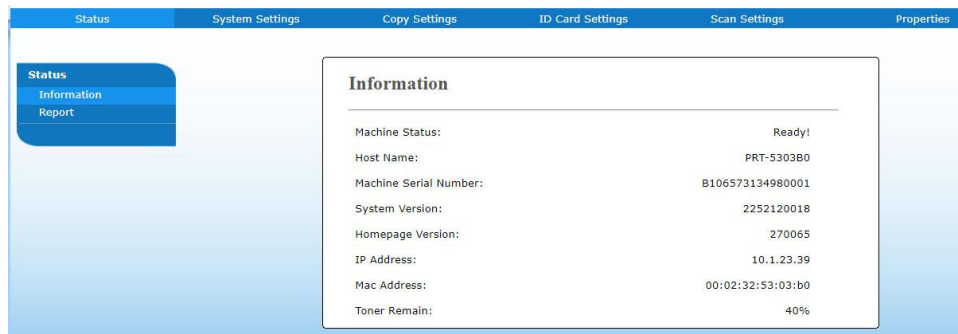 Status System Settings Copy Settings ID Card Settings Scan Settings Properties
Status
Information
Report
Information
Machine Status: Ready!
Host Name: PRT-5303B0
Machine Serial Number: B106573134980001
System Version: 2252120018
Homepage Version: 270065
IP Address: 10.1.23.39
Mac Address: 00:02:32:53:03:b0
Toner Remain: 40%